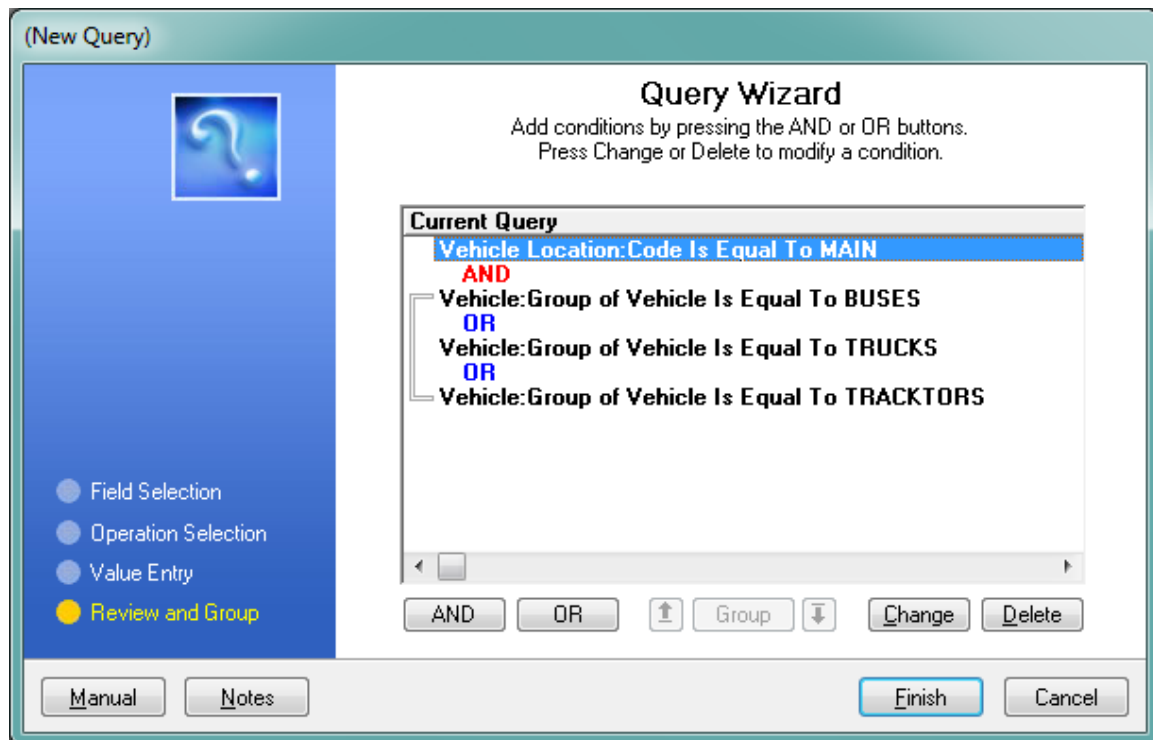 (New Query)
Query Wizard
Add conditions by pressing the AND or OR buttons.
Press Change or Delete to modify a condition.
Current Query
Vehicle Location:Code Is Equal To MAIN
AND
Vehicle:Group of Vehicle Is Equal To BUSES
OR
Vehicle:Group of Vehicle Is Equal To TRUCKS
OR
Vehicle:Group of Vehicle Is Equal To TRACKTORS
Field Selection
Operation Selection
Value Entry
Review and Group
AND OR Group Change Delete
Manual Notes Finish Cancel